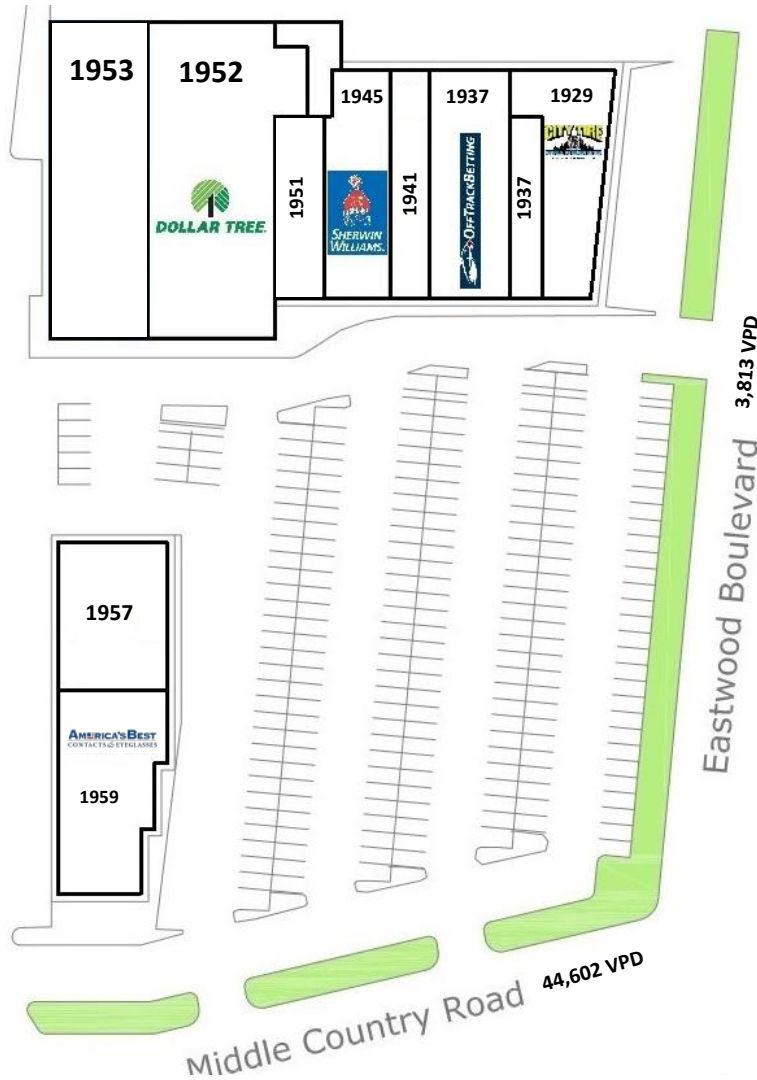 1953
1952
1945
1937
1929
CITY TIRE
DOLLAR TREE
1951
SHERWIN
WILLIAMS.
1941
OFFTRACKBETTING
1937
3,813 VPD
Eastwood Boulevard
1957
AMERICA'S BEST
CONTACTS & EYEGLASSES
1959
44,602 VPD
Middle Country Road